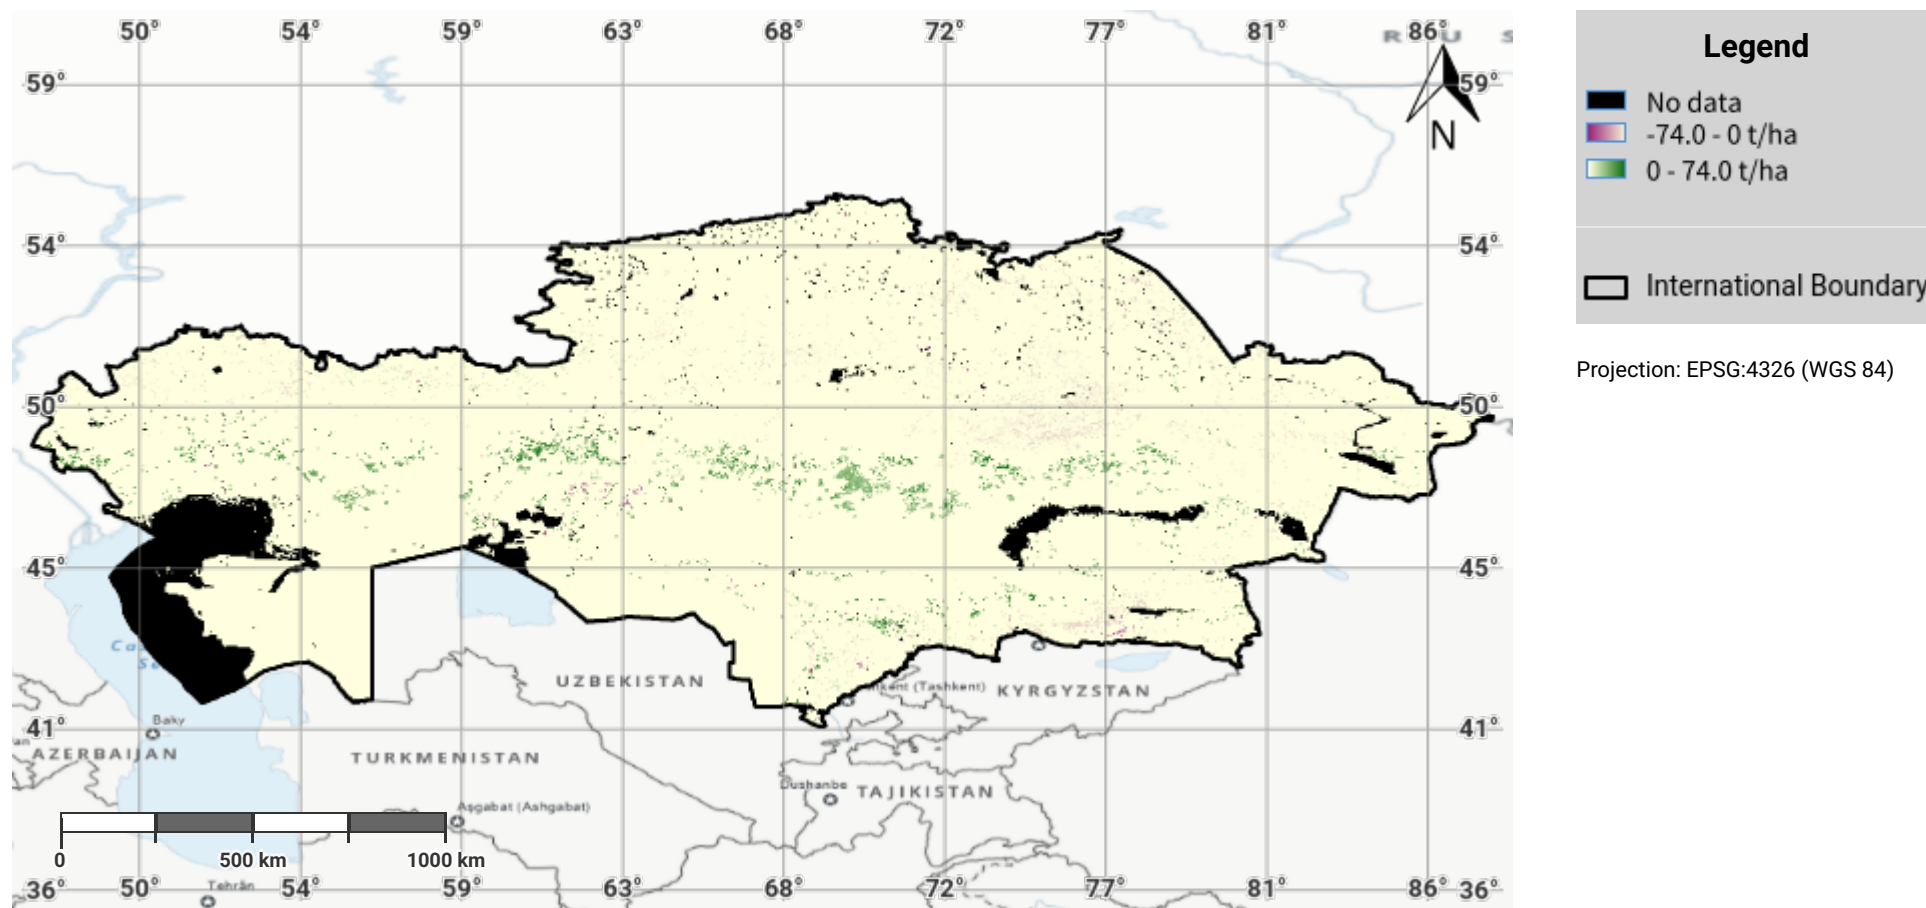 50° 54° 59° 63° 68° 72° 77° 81° 86°
R U S
59° 59°
N
54° 54°
50° 50°
45° 45°
UZBEKISTAN
(Tashkent)
KYRGYZSTAN
41° 41°
Baky
AZERBAIJAN
TURKMENISTAN
Dushanbe
TAJIKISTAN
Aşgabat (Ashgabat)
0 500 km 1000 km
36° 50° 54° 59° 63° 68° 72° 77° 81° 86° 36°
Tehrān
Legend
No data
-74.0 - 0 t/ha
0 - 74.0 t/ha
International Boundary
Projection: EPSG:4326 (WGS 84)